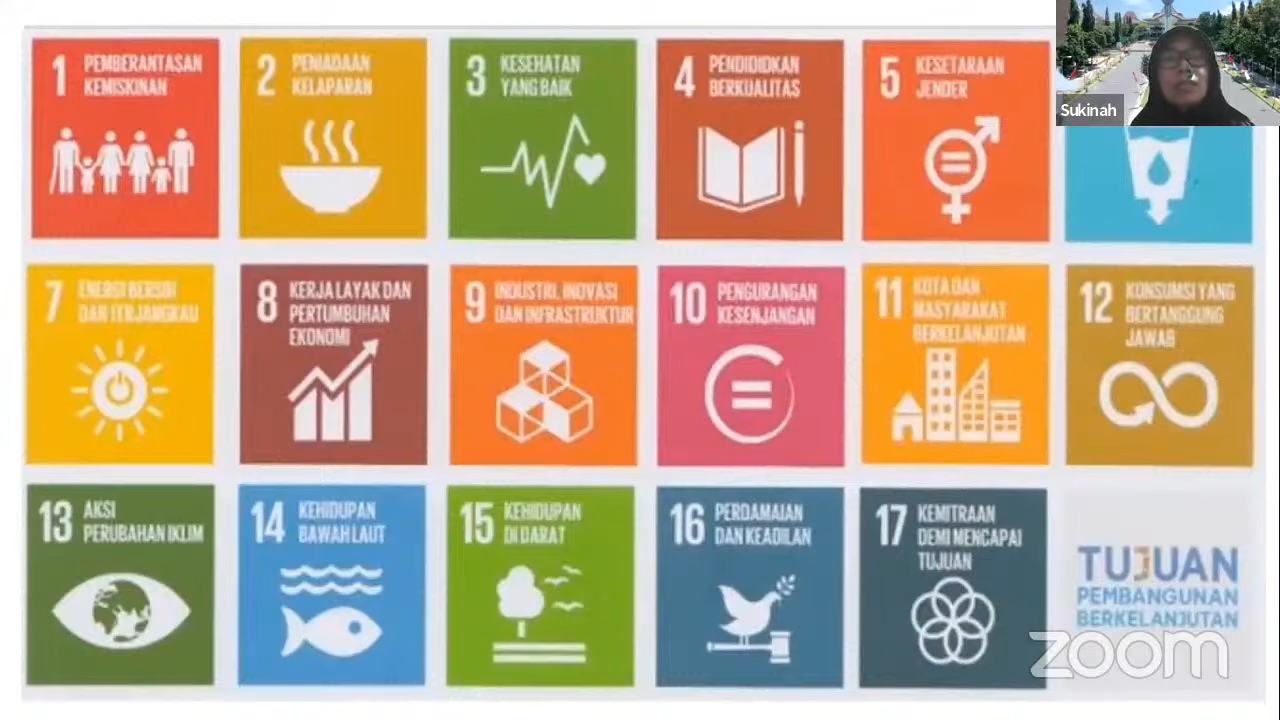 1 PEMBERANTASAN
KEMISKINAN
2 PENIADAAN
KELAPARAN
3 KESEHATAN
YANG BAIK
4 PENDIDIDKAN
BERKUALITAS
5 KESETARAAN
JENDER
Sukinah
7 ENERGI BERSIH
DAN TERJANGKAU
8 KERJA LAYAK DAN
PERTUMBUHAN
EKONOMI
9 INDUSTRI, INOVASI
DAN INFRASTRUKTUR
10 PENGURANGAN
KESENJANGAN
11 KOTA DAN
MASYARAKAT
BERKELANJUTAN
12 KONSUMSI YANG
BERTANGGUNG
JAWAB
13 AKSI
PERUBAHAN IKLIM
14 KEHIDUPAN
BAWAH LAUT
15 KEHIDUPAN
DI DARAT
16 PERDAMAIAN
DAN KEADILAN
17 KEMITRAAN
DEMI MENCAPAI
TUJUAN
TUJUAN
PEMBANGUNAN
BERKELANJUTAN
zoom